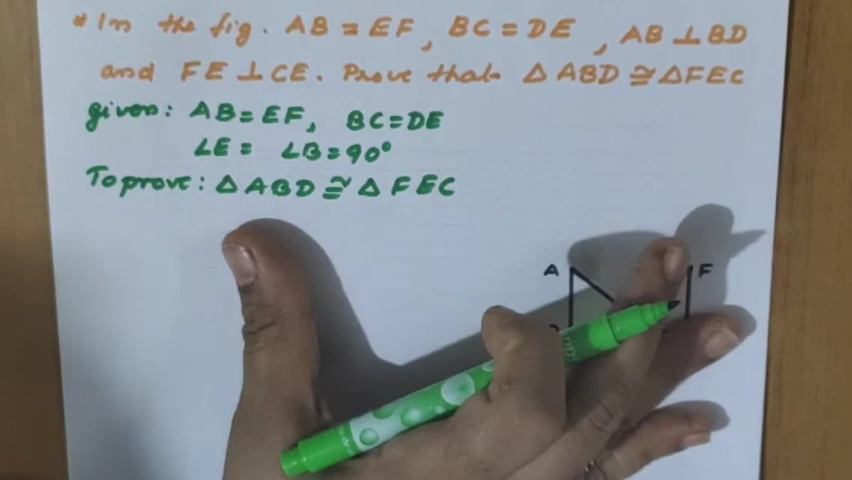 * In the fig. AB = EF, BC = DE, AB ⊥ BD
and FE ⊥ CE. Prove that △ ABD ≅ △ FEC
given: AB = EF, BC = DE
∠E = ∠B = 90°
To prove: △ ABD ≅ △ FEC
A F